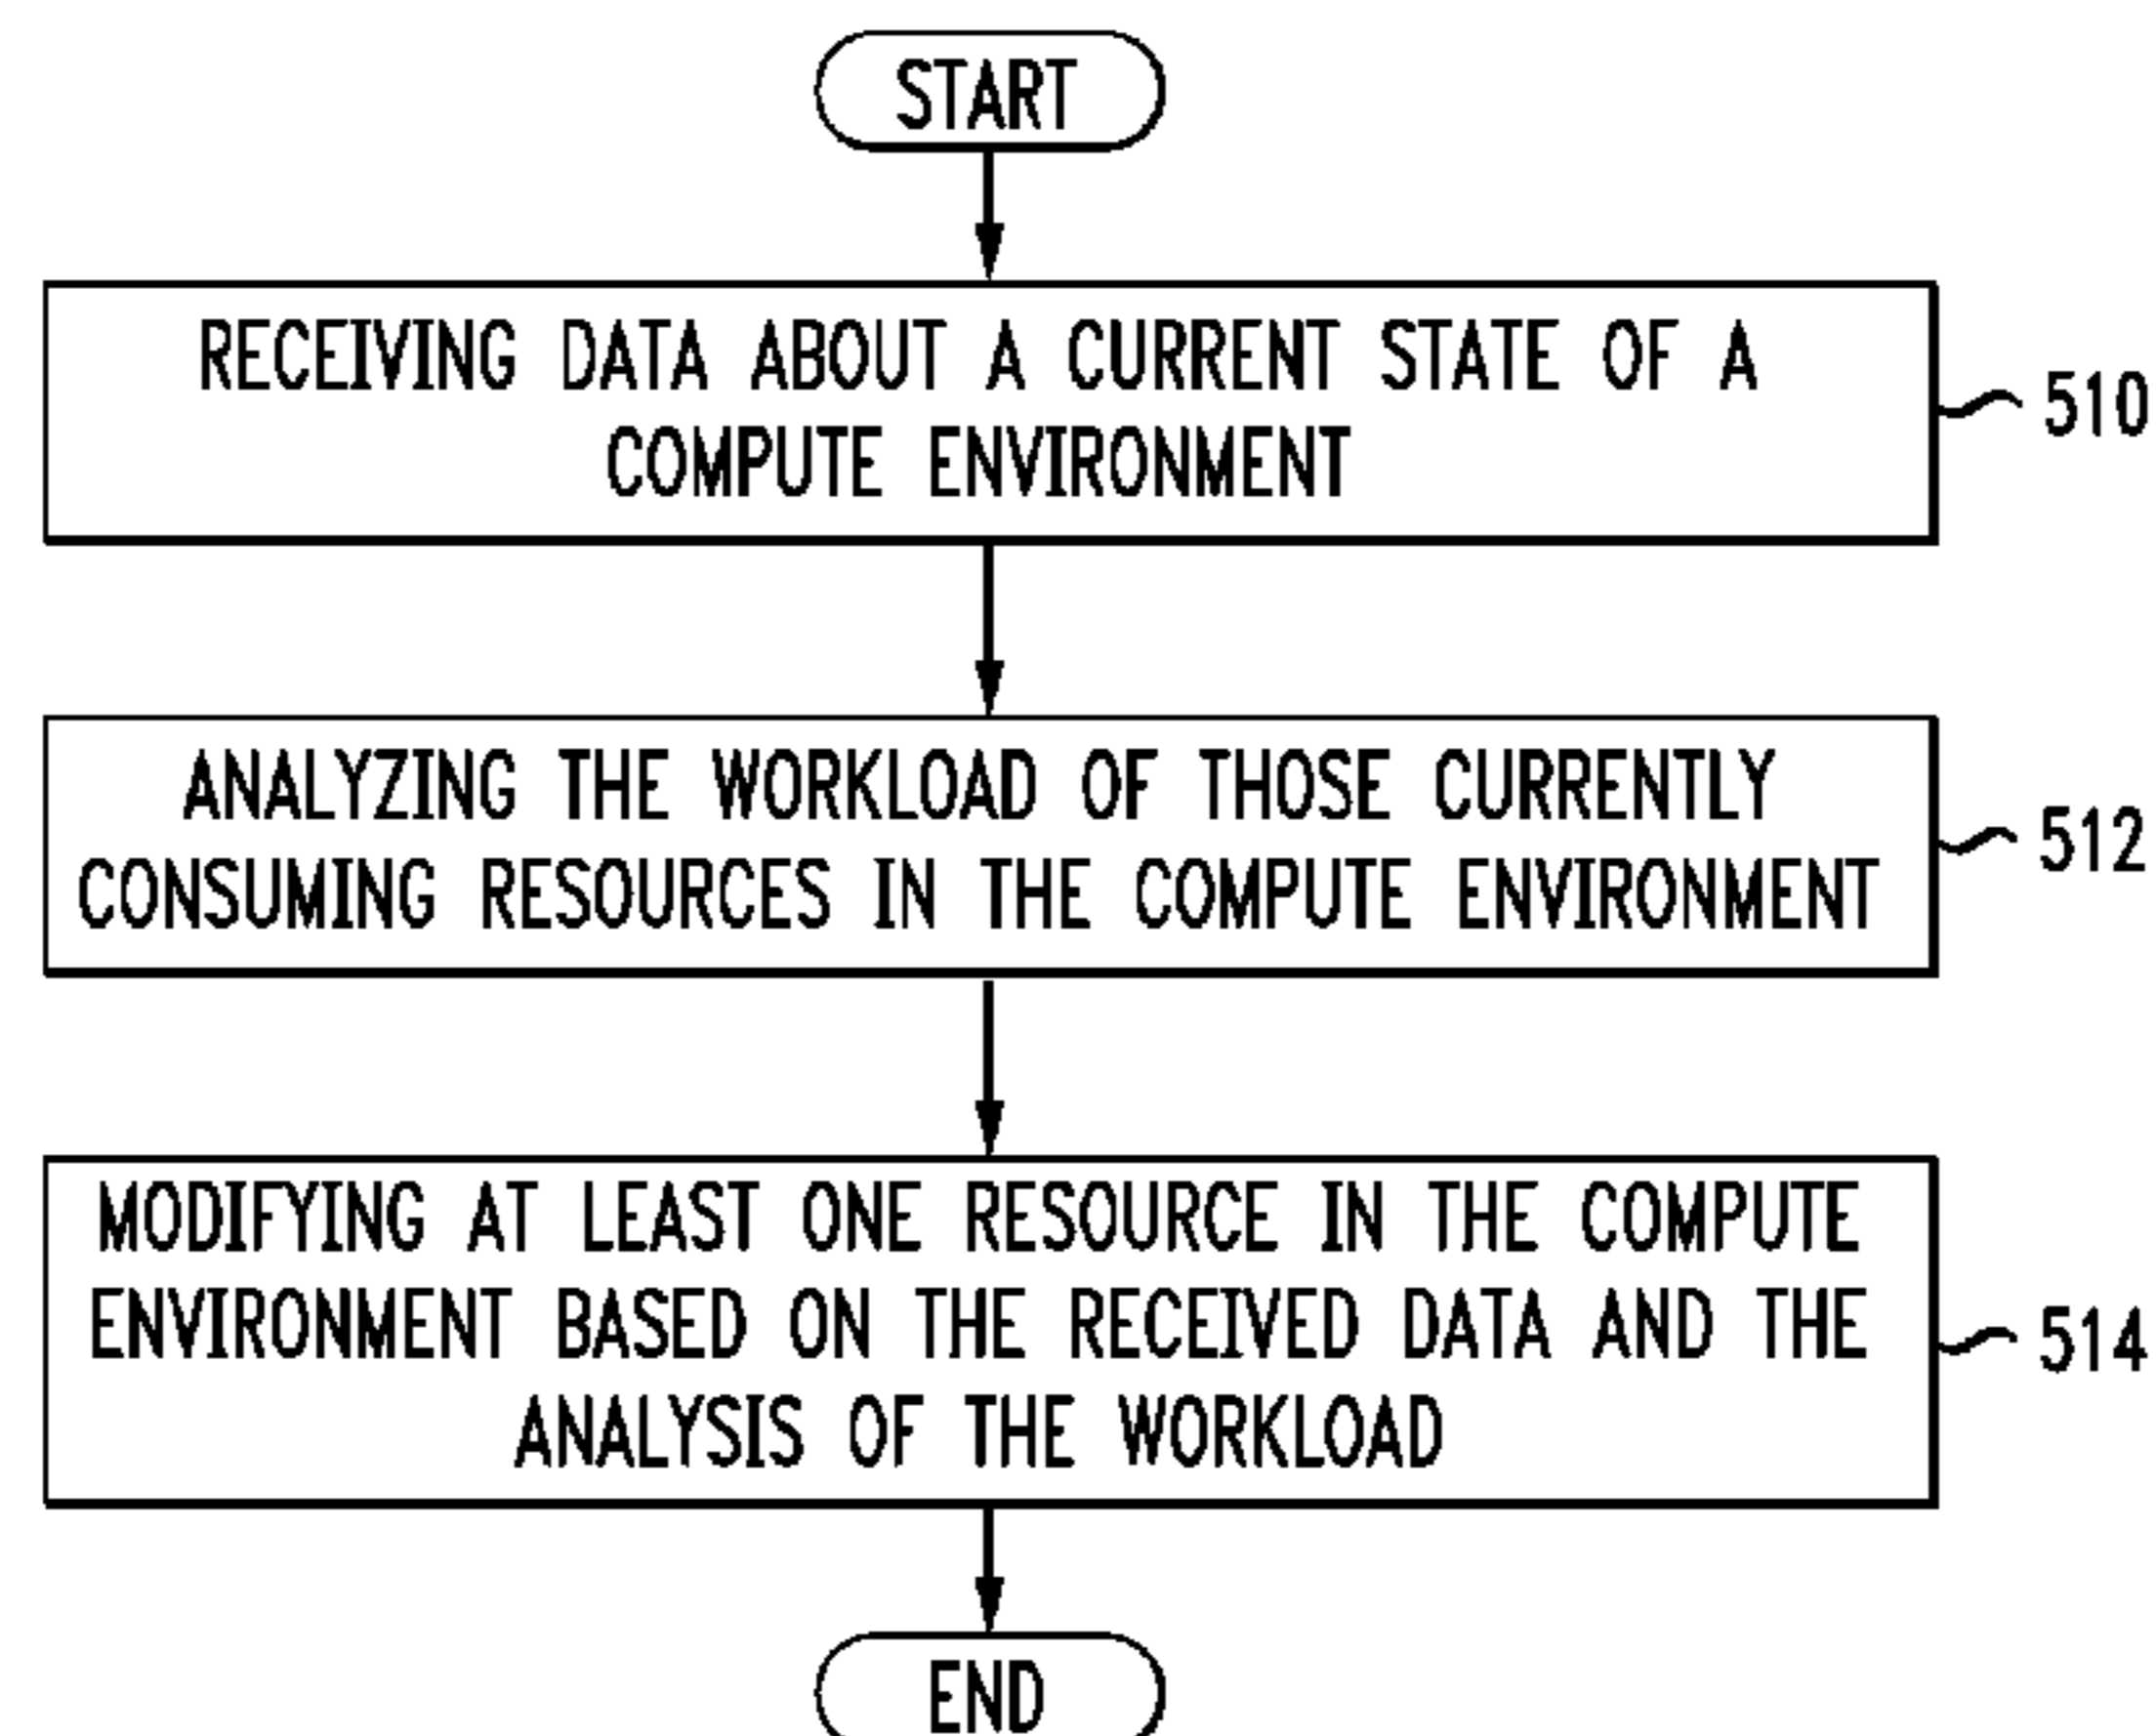 START
RECEIVING DATA ABOUT A CURRENT STATE OF A
COMPUTE ENVIRONMENT
510
ANALYZING THE WORKLOAD OF THOSE CURRENTLY
CONSUMING RESOURCES IN THE COMPUTE ENVIRONMENT
512
MODIFYING AT LEAST ONE RESOURCE IN THE COMPUTE
ENVIRONMENT BASED ON THE RECEIVED DATA AND THE
ANALYSIS OF THE WORKLOAD
514
END